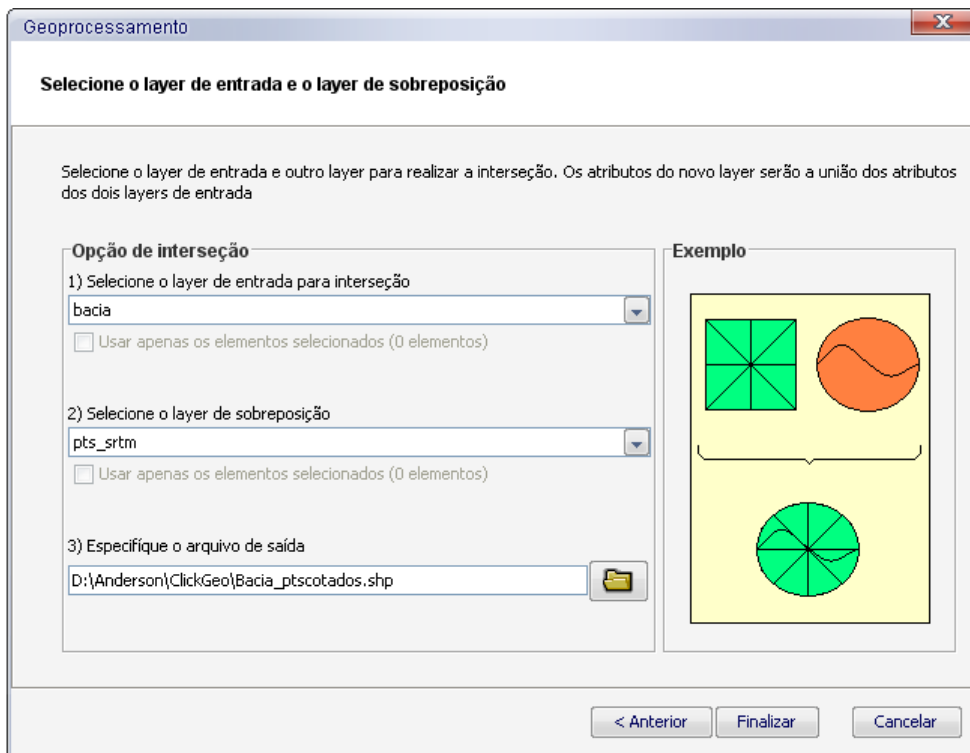 Geoprocessamento
X
Selecione o layer de entrada e o layer de sobreposição
Selecione o layer de entrada e outro layer para realizar a interseção. Os atributos do novo layer serão a união dos atributos
dos dois layers de entrada
Opção de interseção
1) Selecione o layer de entrada para interseção
bacia
Usar apenas os elementos selecionados (0 elementos)
2) Selecione o layer de sobreposição
pts_srtm
Usar apenas os elementos selecionados (0 elementos)
3) Especifíque o arquivo de saída
D:\Anderson\ClickGeo\Bacia_ptscotados.shp
Exemplo
< Anterior
Finalizar
Cancelar